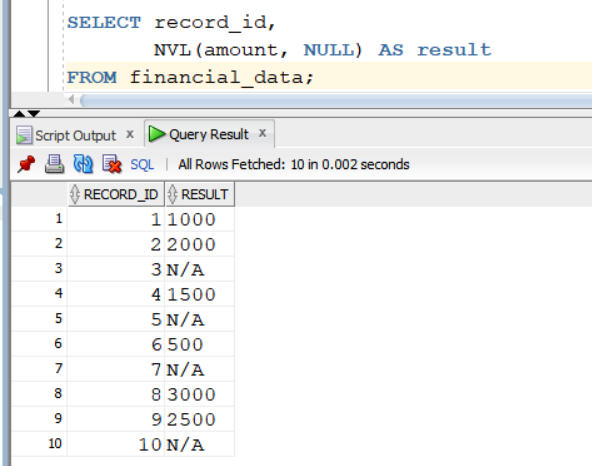 SELECT record_id,
NVL(amount, NULL) AS result
FROM financial_data;
Script Output x Query Result x
SQL | All Rows Fetched: 10 in 0.002 seconds
RECORD_ID RESULT
1 1 1000
2 2 2000
3 3 N/A
4 4 1500
5 5 N/A
6 6 500
7 7 N/A
8 8 3000
9 9 2500
10 10 N/A